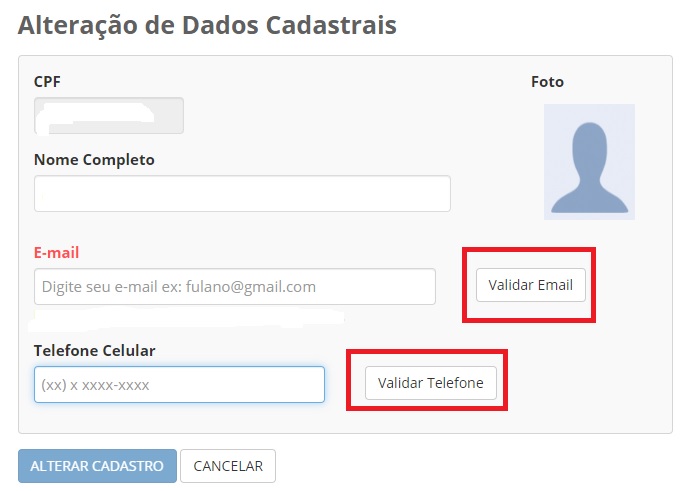 Alteração de Dados Cadastrais
CPF
Foto
Nome Completo
E-mail
Digite seu e-mail ex: fulano@gmail.com
Validar Email
Telefone Celular
(xx) x xxxx-xxxx
Validar Telefone
ALTERAR CADASTRO
CANCELAR